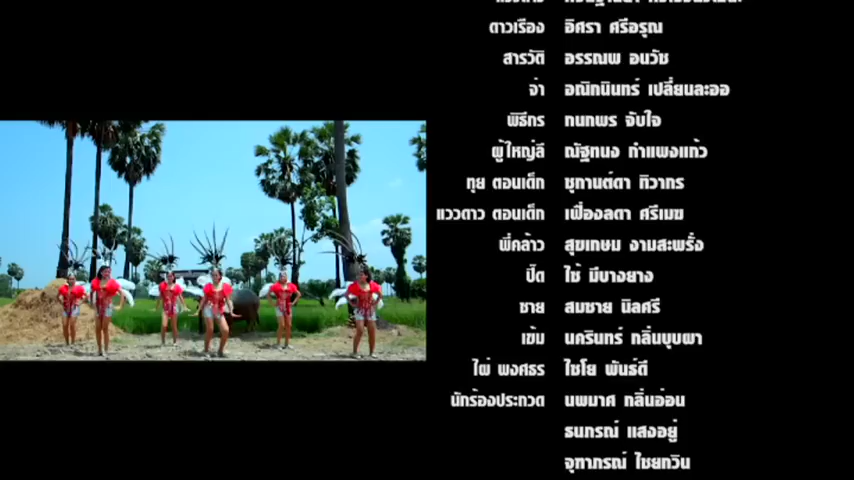 ดาวเรือง อิศรา ศรีอรุณ
สารวัติ อรรณพ อนวัช
จ๋า อณิกนินทร์ เปลี่ยนละออ
พิธีกร กนกพร จับใจ
ผู้ใหญ่ลี ณัฐทนง กำแพงแก้ว
ทุย ตอนเด็ก ชุกานต์ดา ทิวากร
แววดาว ตอนเด็ก เฟื่องลดา ศรีเมฆ
พี่คล้าว สุขเกษม งามสะพรั่ง
ปิ๊ด ใช้ มีบางยาง
ชาย สมชาย นิลศรี
เข้ม นครินทร์ กลิ่นบุบผา
ไผ่ พงศธร ไชโย พันธ์ดี
นักร้องประกวด นพมาศ กลิ่นอ่อน
ธนกรณ์ แสงอยู่
จุฑาภรณ์ ไชยทวิน